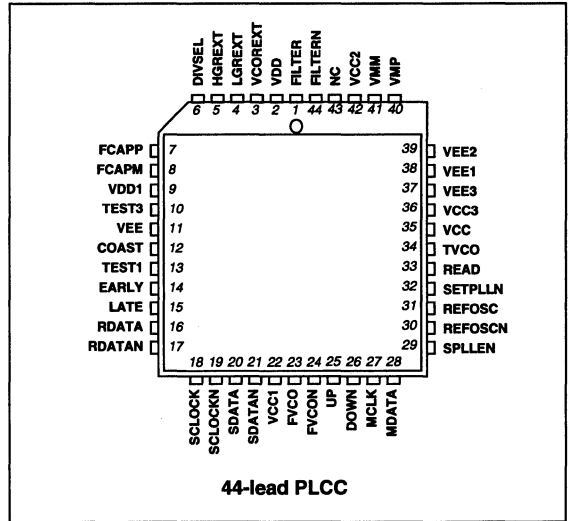 DIVSEL
HGREXT
LGREXT
VCOREXT
VDD
FILTER
FILTERN
NC
VCC2
VMM
VMP
6 5 4 3 2 1 44 43 42 41 40
FCAPP 7
FCAPM 8
VDD1 9
TEST3 10
VEE 11
COAST 12
TEST1 13
EARLY 14
LATE 15
RDATA 16
RDATAN 17
39 VEE2
38 VEE1
37 VEE3
36 VCC3
35 VCC
34 TVCO
33 READ
32 SETPLLN
31 REFOSC
30 REFOSCN
29 SPLLEN
18 19 20 21 22 23 24 25 26 27 28
SCLOCK
SCLOCKN
SDATA
SDATAN
VCC1
FVCO
FVCON
UP
DOWN
MCLK
MDATA
44-lead PLCC